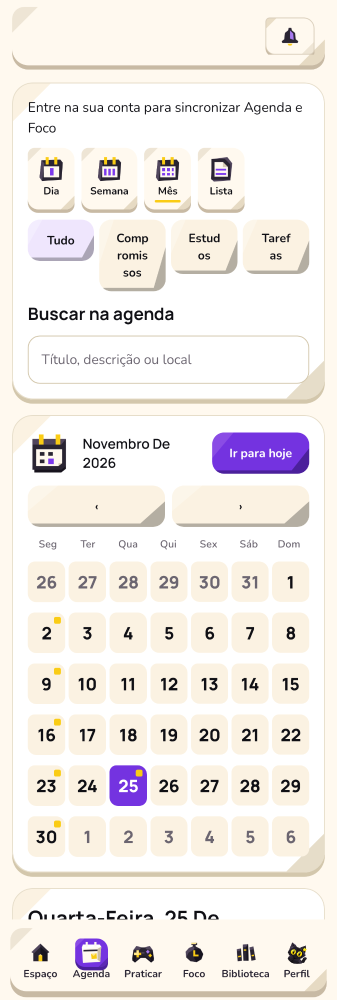 Entre na sua conta para sincronizar Agenda e
Foco
Dia Semana Mês Lista
Tudo
Comp
romis
sos
Estud
os
Taref
as
Buscar na agenda
Título, descrição ou local
Novembro De
2026
Ir para hoje
‹ ›
Seg Ter Qua Qui Sex Sáb Dom
26 27 28 29 30 31 1
2 3 4 5 6 7 8
9 10 11 12 13 14 15
16 17 18 19 20 21 22
23 24 25 26 27 28 29
30 1 2 3 4 5 6
Quarta-Feira, 25 De
Espaço Agenda Praticar Foco Biblioteca Perfil